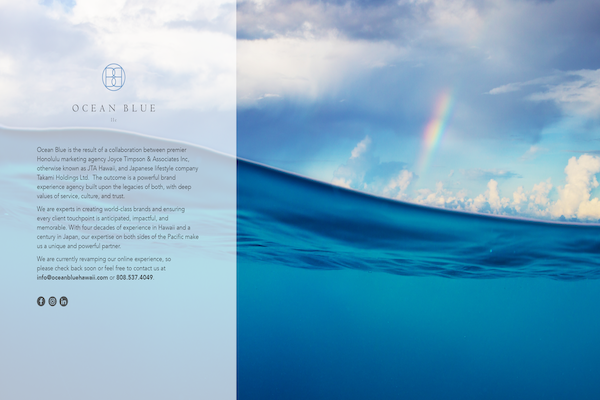 OCEAN BLUE
llc
Ocean Blue is the result of a collaboration between premier
Honolulu marketing agency Joyce Timpson & Associates Inc,
otherwise known as JTA Hawaii, and Japanese lifestyle company
Takami Holdings Ltd.  The outcome is a powerful brand
experience agency built upon the legacies of both, with deep
values of service, culture, and trust.
We are experts in creating world-class brands and ensuring
every client touchpoint is anticipated, impactful, and
memorable. With four decades of experience in Hawaii and a
century in Japan, our expertise on both sides of the Pacific make
us a unique and powerful partner.
We are currently revamping our online experience, so
please check back soon or feel free to contact us at
info@oceanbluehawaii.com or 808.537.4049.